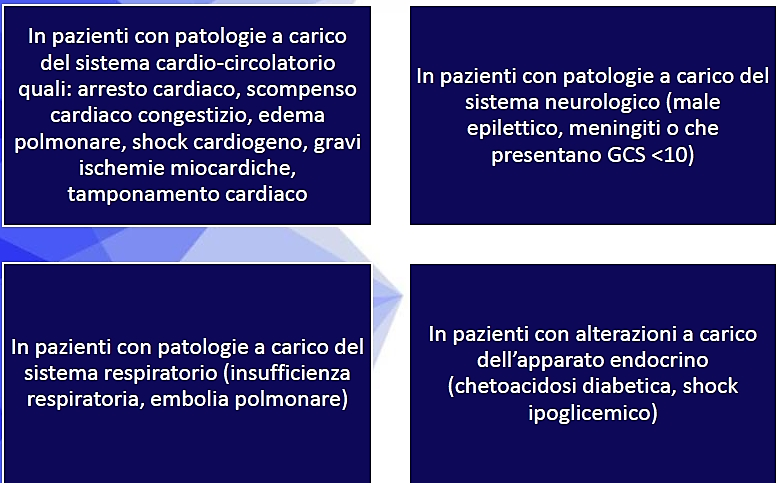 In pazienti con patologie a carico
del sistema cardio-circolatorio
quali: arresto cardiaco, scompenso
cardiaco congestizio, edema
polmonare, shock cardiogeno, gravi
ischemie miocardiche,
tamponamento cardiaco
In pazienti con patologie a carico del
sistema neurologico (male
epilettico, meningiti o che
presentano GCS <10)
In pazienti con patologie a carico del
sistema respiratorio (insufficienza
respiratoria, embolia polmonare)
In pazienti con alterazioni a carico
dell’apparato endocrino
(chetoacidosi diabetica, shock
ipoglicemico)